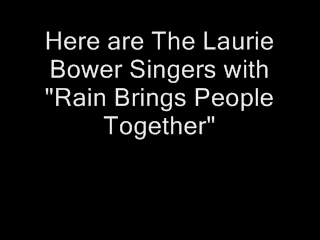 Here are The Laurie
Bower Singers with
"Rain Brings People
Together"